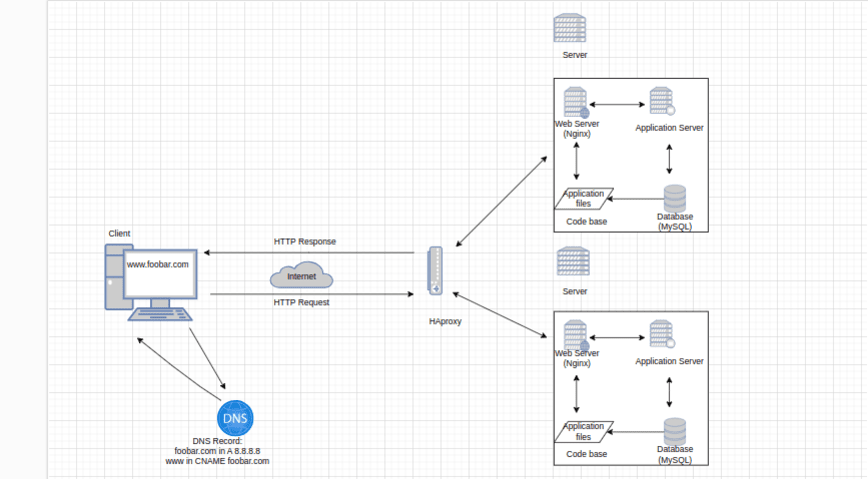 Server
Web Server
(Nginx)
Application Server
Application
files
Code base
Database
(MySQL)
Client
www.foobar.com
HTTP Response
Internet
HTTP Request
HAproxy
Server
Web Server
(Nginx)
Application Server
Application
files
Code base
Database
(MySQL)
DNS
DNS Record:
foobar.com in A 8.8.8.8
www in CNAME foobar.com